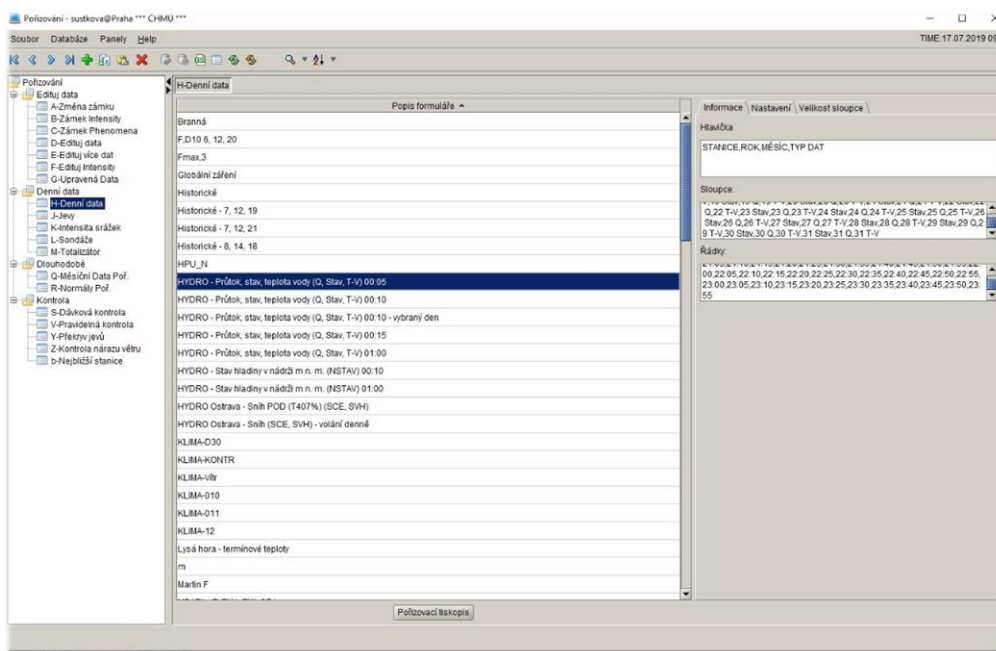 Pořizování - sustkova@Praha *** ČHMÚ ***
Soubor Databáze Panely Help
TIME:17.07.2019 09
Pořizování
Edituj data
A-Změna zámku
B-Zámek Intensity
C-Zámek Phenomena
D-Edituj data
E-Edituj více dat
F-Edituj Intensity
G-Upravená Data
Denní data
H-Denní data
J-Jevy
K-Intensita srážek
L-Sondáže
M-Totalizátor
Dlouhodobé
Q-Měsíční Data Poř.
R-Normály Poř.
Kontrola
S-Dávková kontrola
V-Pravidelná kontrola
Y-Překryv jevů
Z-Kontrola nárazu větru
b-Nejbližší stanice
H-Denní data
Popis formuláře
Branná
F,D10 6, 12, 20
Fmax,3
Globální záření
Historické
Historické - 7, 12, 19
Historické - 7, 12, 21
Historické - 8, 14, 18
HPU_N
HYDRO - Průtok, stav, teplota vody (Q, Stav, T-V) 00:05
HYDRO - Průtok, stav, teplota vody (Q, Stav, T-V) 00:10
HYDRO - Průtok, stav, teplota vody (Q, Stav, T-V) 00:10 - vybraný den
HYDRO - Průtok, stav, teplota vody (Q, Stav, T-V) 00:15
HYDRO - Průtok, stav, teplota vody (Q, Stav, T-V) 01:00
HYDRO - Stav hladiny v nádrži m n. m. (NSTAV) 00:10
HYDRO - Stav hladiny v nádrži m n. m. (NSTAV) 01:00
HYDRO Ostrava - Sníh POD (T407%) (SCE, SVH)
HYDRO Ostrava - Sníh (SCE, SVH) - volání denně
KLIMA-D30
KLIMA-KONTR
KLIMA-Vítr
KLIMA-010
KLIMA-011
KLIMA-12
Lysá hora - termínové teploty
m
Martin F
Pořizovací tiskopis
Informace Nastavení Velikost sloupce
Hlavička
STANICE,ROK,MĚSÍC,TYP DAT
Sloupce:
Q,22 T-V,23 Stav,23 Q,23 T-V,24 Stav,24 Q,24 T-V,25 Stav,25 Q,25 T-V,26
Stav,26 Q,26 T-V,27 Stav,27 Q,27 T-V,28 Stav,28 Q,28 T-V,29 Stav,29 Q,2
9 T-V,30 Stav,30 Q,30 T-V,31 Stav,31 Q,31 T-V
Řádky:
00,22:05,22:10,22:15,22:20,22:25,22:30,22:35,22:40,22:45,22:50,22:55,
23:00,23:05,23:10,23:15,23:20,23:25,23:30,23:35,23:40,23:45,23:50,23:
55